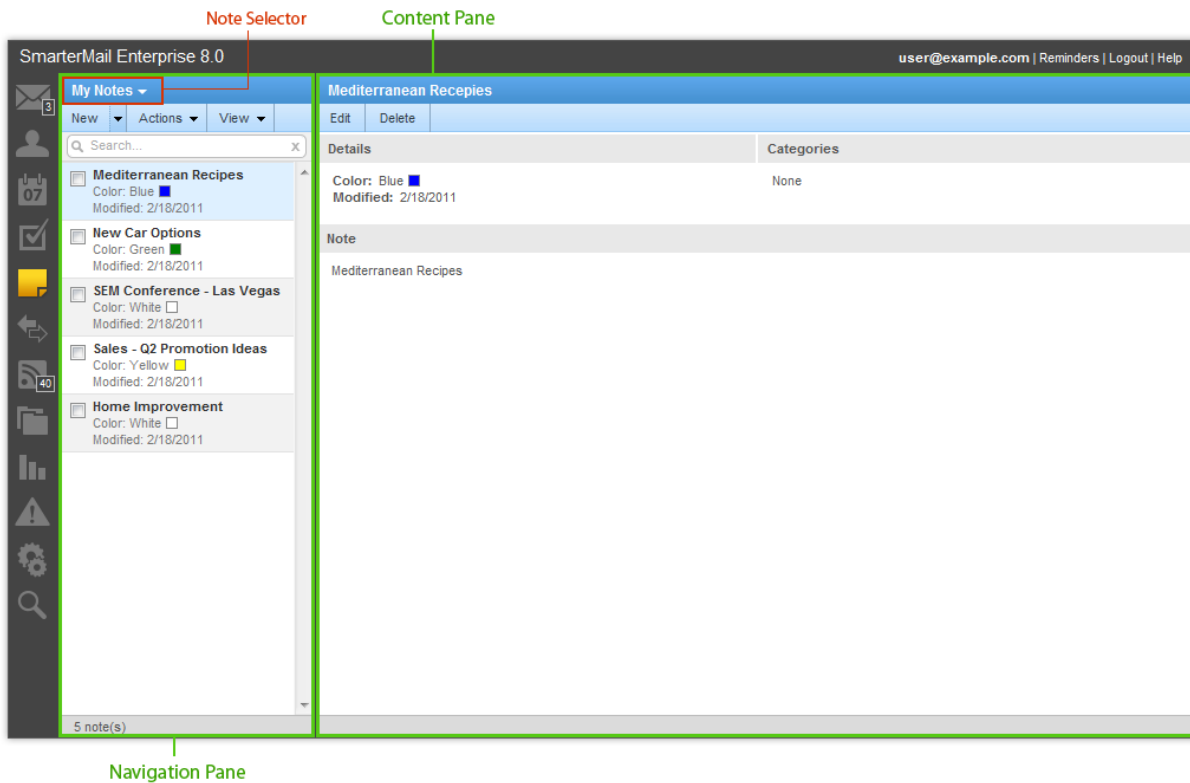 Note Selector
Content Pane
SmarterMail Enterprise 8.0
user@example.com | Reminders | Logout | Help
My Notes
New Actions View
Search... x
Mediterranean Recipes
Color: Blue
Modified: 2/18/2011
New Car Options
Color: Green
Modified: 2/18/2011
SEM Conference - Las Vegas
Color: White
Modified: 2/18/2011
Sales - Q2 Promotion Ideas
Color: Yellow
Modified: 2/18/2011
Home Improvement
Color: White
Modified: 2/18/2011
5 note(s)
Mediterranean Recepies
Edit Delete
Details Categories
Color: Blue None
Modified: 2/18/2011
Note
Mediterranean Recipes
3
07
40
Navigation Pane